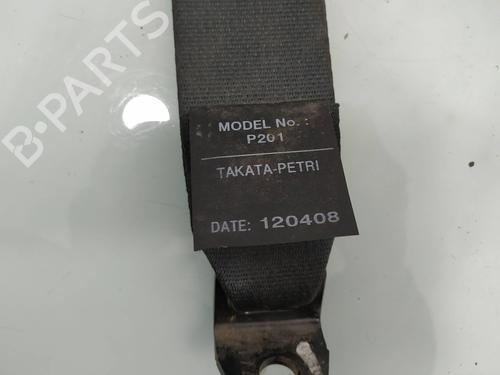 B-PARTS
MODEL No. :
P201
TAKATA-PETRI
DATE: 120408